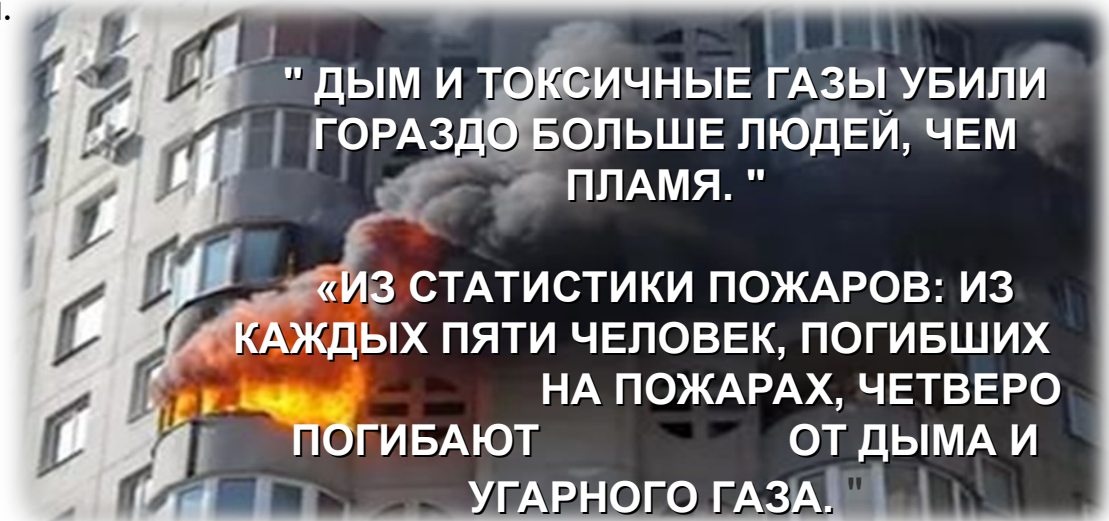 " ДЫМ И ТОКСИЧНЫЕ ГАЗЫ УБИЛИ
ГОРАЗДО БОЛЬШЕ ЛЮДЕЙ, ЧЕМ
ПЛАМЯ. "
«ИЗ СТАТИСТИКИ ПОЖАРОВ: ИЗ
КАЖДЫХ ПЯТИ ЧЕЛОВЕК, ПОГИБШИХ
НА ПОЖАРАХ, ЧЕТВЕРО
ПОГИБАЮТ ОТ ДЫМА И
УГАРНОГО ГАЗА. "